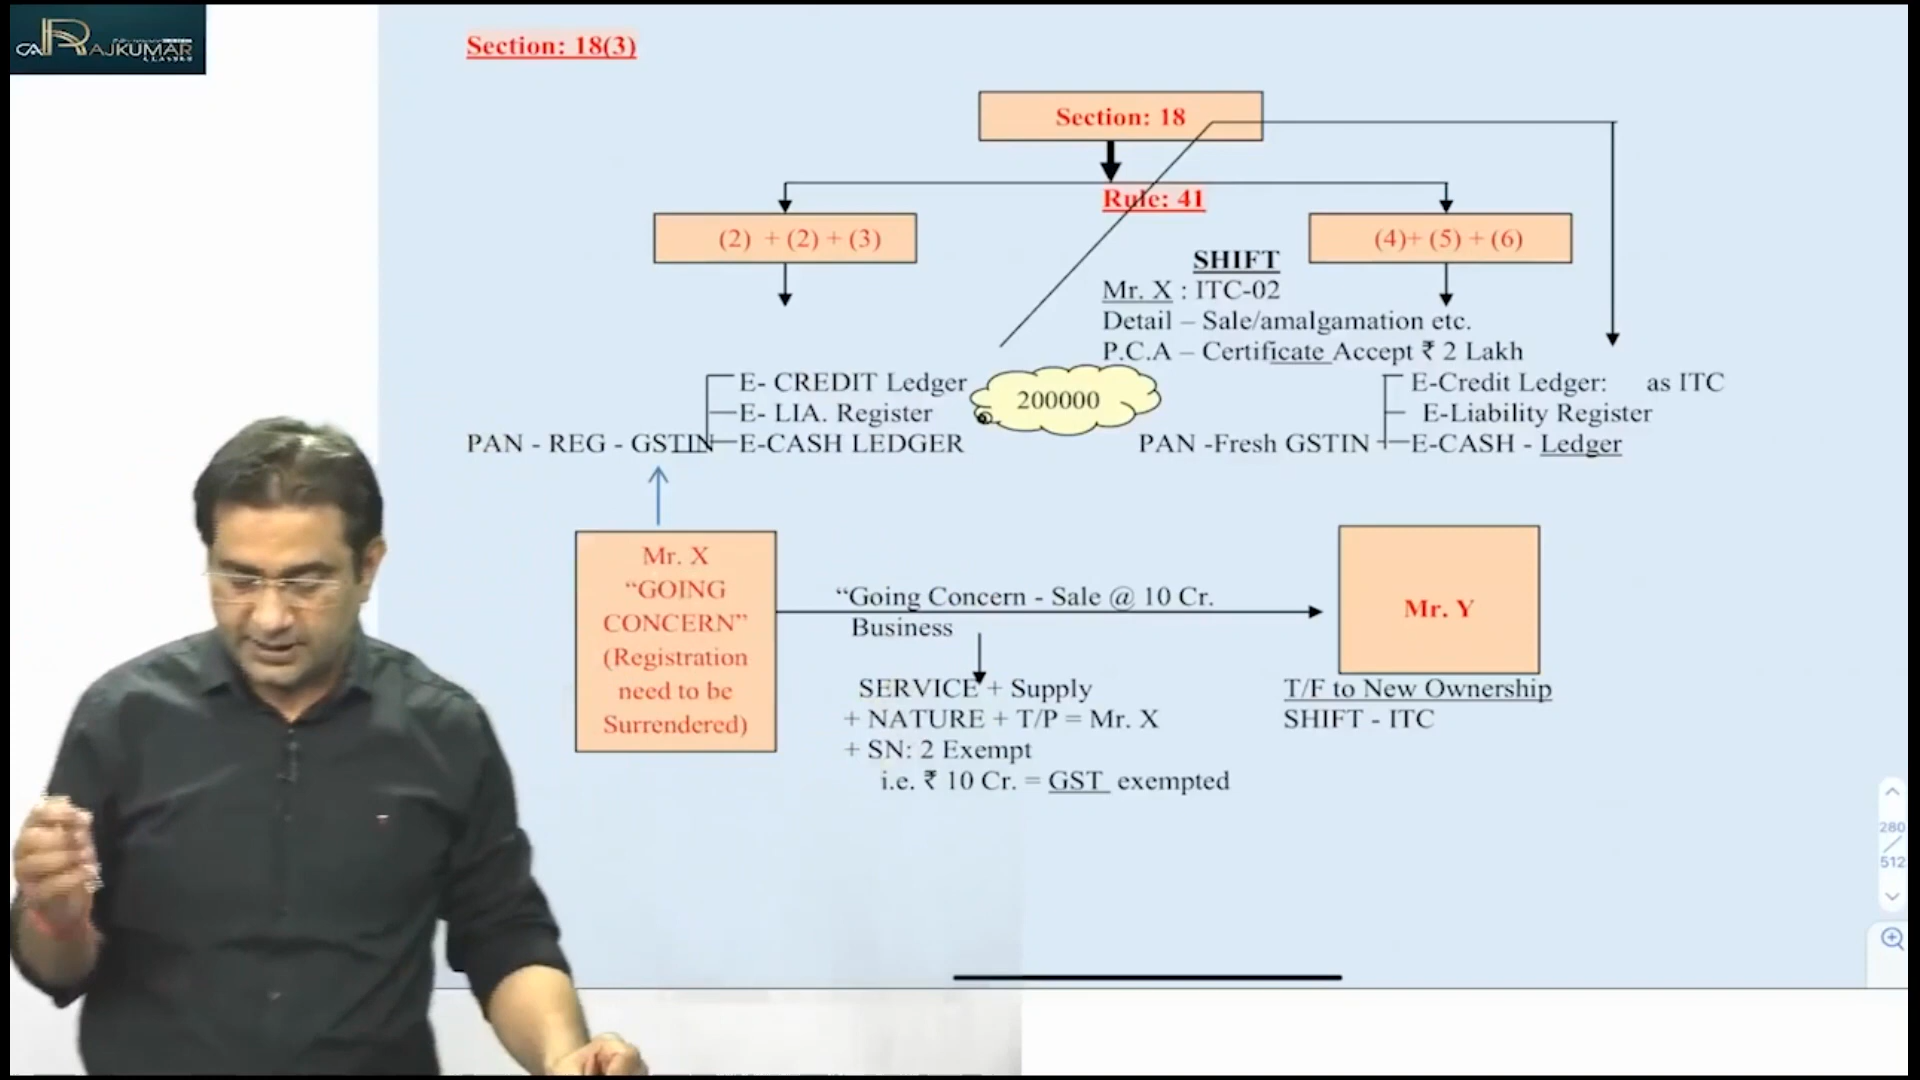 CA RAJKUMAR
CLASSES
Section: 18(3)
Section: 18
Rule: 41
(2) + (2) + (3)
(4)+ (5) + (6)
SHIFT
Mr. X : ITC-02
Detail – Sale/amalgamation etc.
P.C.A – Certificate Accept ₹ 2 Lakh
E- CREDIT Ledger
E- LIA. Register
PAN - REG - GSTIN E-CASH LEDGER
200000
E-Credit Ledger: as ITC
E-Liability Register
PAN -Fresh GSTIN E-CASH - Ledger
Mr. X
“GOING
CONCERN”
(Registration
need to be
Surrendered)
“Going Concern - Sale @ 10 Cr.
Business
Mr. Y
SERVICE + Supply
+ NATURE + T/P = Mr. X
+ SN: 2 Exempt
i.e. ₹ 10 Cr. = GST exempted
T/F to New Ownership
SHIFT - ITC
280
/
512